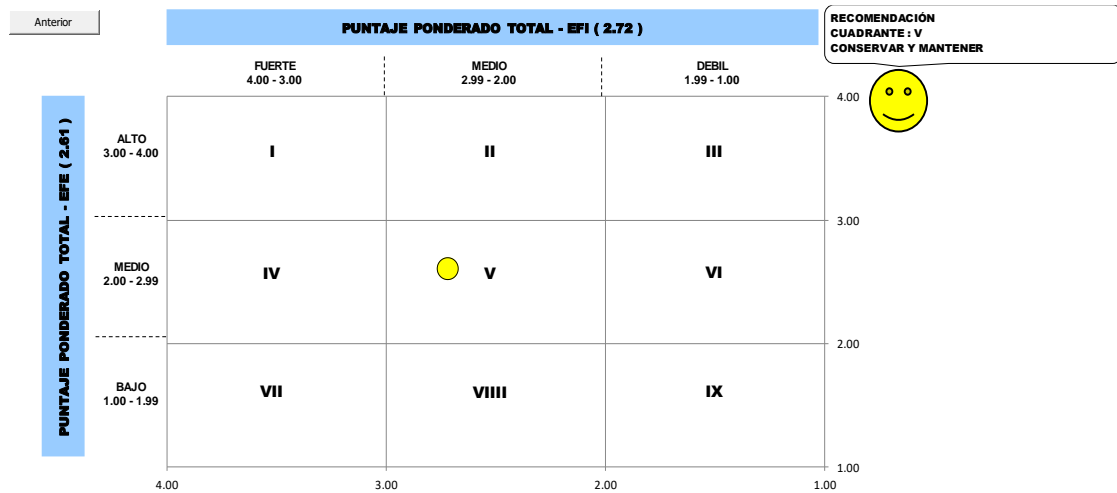 Anterior
PUNTAJE PONDERADO TOTAL - EFI ( 2.72 )
RECOMENDACIÓN
CUADRANTE : V
CONSERVAR Y MANTENER
FUERTE
4.00 - 3.00
MEDIO
2.99 - 2.00
DEBIL
1.99 - 1.00
PUNTAJE PONDERADO TOTAL - EFE ( 2.61 )
4.00
ALTO
3.00 - 4.00
I
II
III
3.00
MEDIO
2.00 - 2.99
IV
V
VI
2.00
BAJO
1.00 - 1.99
VII
VIIII
IX
1.00
4.00
3.00
2.00
1.00